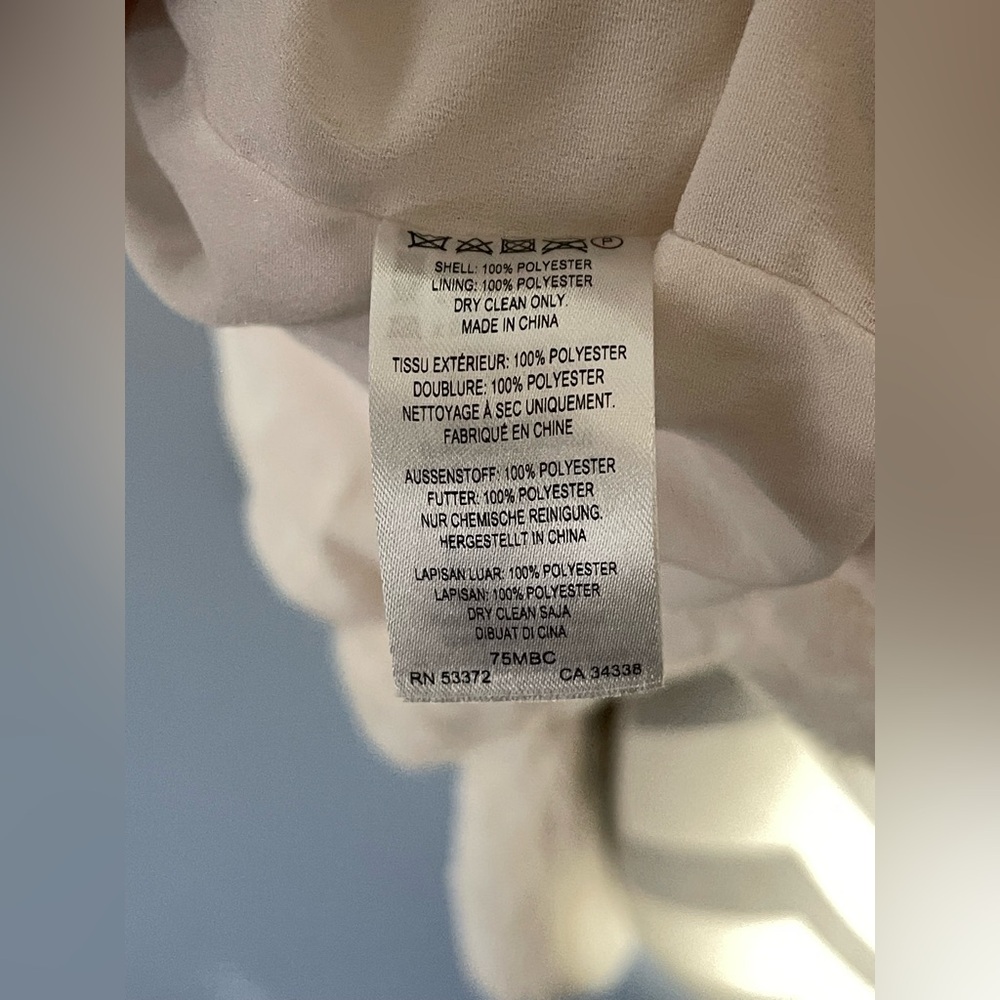 P
SHELL: 100% POLYESTER
LINING: 100% POLYESTER
DRY CLEAN ONLY.
MADE IN CHINA
TISSU EXTÉRIEUR: 100% POLYESTER
DOUBLURE: 100% POLYESTER
NETTOYAGE À SEC UNIQUEMENT.
FABRIQUÉ EN CHINE
AUSSENSTOFF: 100% POLYESTER
FUTTER: 100% POLYESTER
NUR CHEMISCHE REINIGUNG.
HERGESTELLT IN CHINA
LAPISAN LUAR: 100% POLYESTER
LAPISAN: 100% POLYESTER
DRY CLEAN SAJA
DIBUAT DI CINA
75MBC
RN 53372 CA 34338